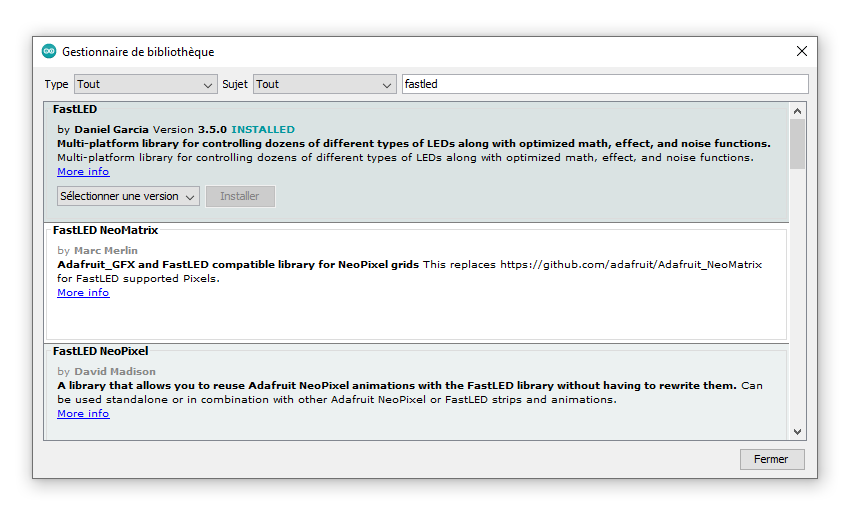 Gestionnaire de bibliothèque
Type Tout Sujet Tout fastled
FastLED
by Daniel Garcia Version 3.5.0 INSTALLED
Multi-platform library for controlling dozens of different types of LEDs along with optimized math, effect, and noise functions.
Multi-platform library for controlling dozens of different types of LEDs along with optimized math, effect, and noise functions.
More info
Sélectionner une version Installer
FastLED NeoMatrix
by Marc Merlin
Adafruit_GFX and FastLED compatible library for NeoPixel grids This replaces https://github.com/adafruit/Adafruit_NeoMatrix
for FastLED supported Pixels.
More info
FastLED NeoPixel
by David Madison
A library that allows you to reuse Adafruit NeoPixel animations with the FastLED library without having to rewrite them. Can
be used standalone or in combination with other Adafruit NeoPixel or FastLED strips and animations.
More info
Fermer